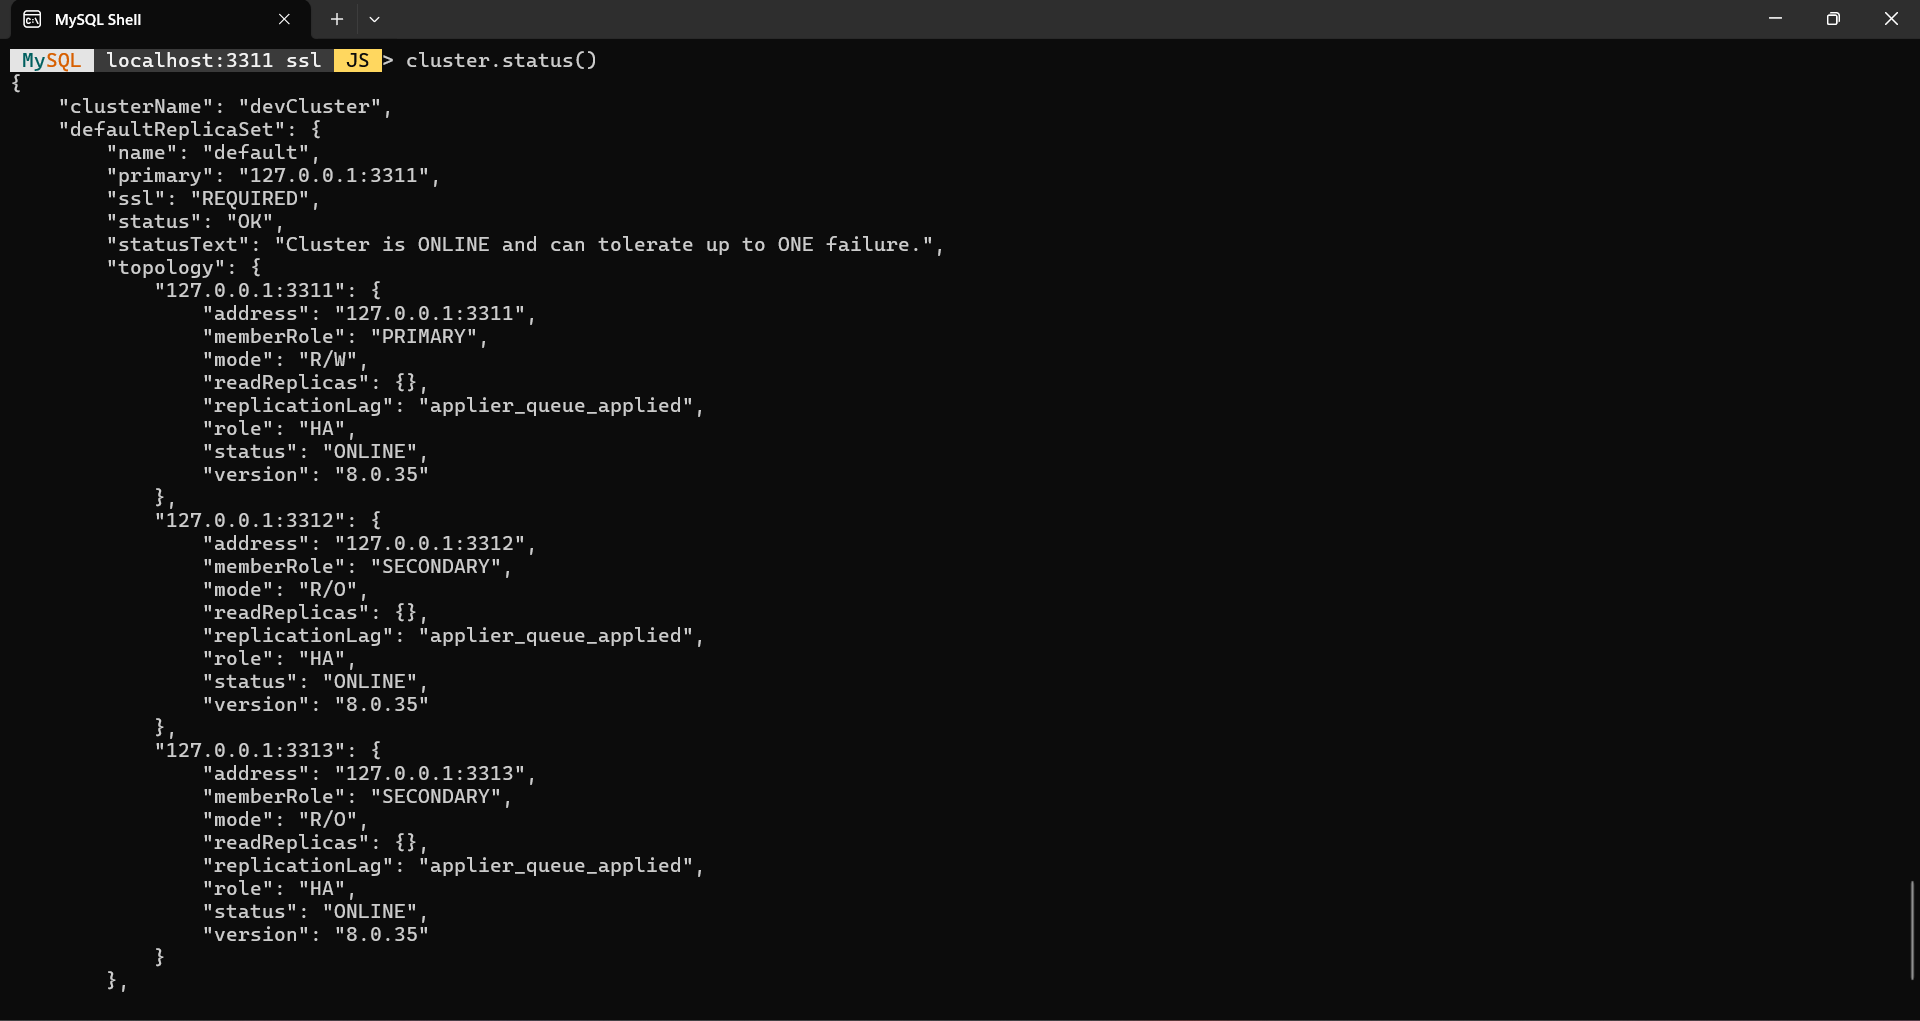 MySQL Shell
MySQL localhost:3311 ssl JS > cluster.status()
{
    "clusterName": "devCluster",
    "defaultReplicaSet": {
        "name": "default",
        "primary": "127.0.0.1:3311",
        "ssl": "REQUIRED",
        "status": "OK",
        "statusText": "Cluster is ONLINE and can tolerate up to ONE failure.",
        "topology": {
            "127.0.0.1:3311": {
                "address": "127.0.0.1:3311",
                "memberRole": "PRIMARY",
                "mode": "R/W",
                "readReplicas": {},
                "replicationLag": "applier_queue_applied",
                "role": "HA",
                "status": "ONLINE",
                "version": "8.0.35"
            },
            "127.0.0.1:3312": {
                "address": "127.0.0.1:3312",
                "memberRole": "SECONDARY",
                "mode": "R/O",
                "readReplicas": {},
                "replicationLag": "applier_queue_applied",
                "role": "HA",
                "status": "ONLINE",
                "version": "8.0.35"
            },
            "127.0.0.1:3313": {
                "address": "127.0.0.1:3313",
                "memberRole": "SECONDARY",
                "mode": "R/O",
                "readReplicas": {},
                "replicationLag": "applier_queue_applied",
                "role": "HA",
                "status": "ONLINE",
                "version": "8.0.35"
            }
        },